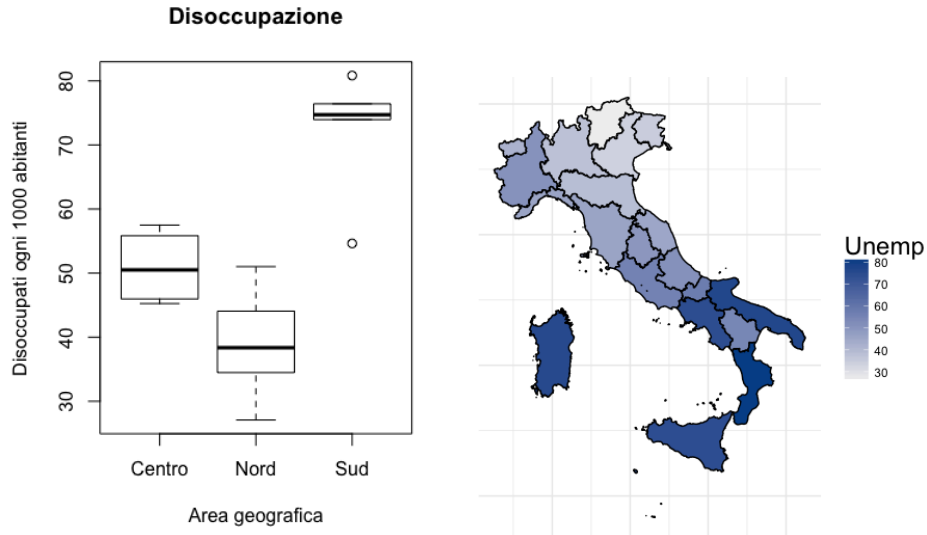 Disoccupazione
Disoccupati ogni 1000 abitanti
80
70
60
50
40
30
Centro Nord Sud
Area geografica
Unemp
80
70
60
50
40
30